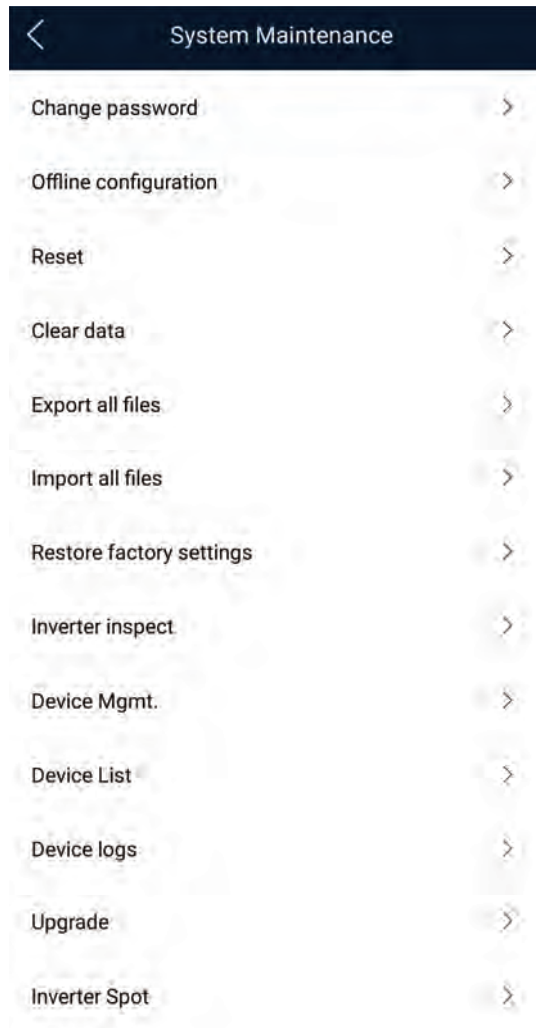 System Maintenance
Change password
Offline configuration
Reset
Clear data
Export all files
Import all files
Restore factory settings
Inverter inspect
Device Mgmt.
Device List
Device logs
Upgrade
Inverter Spot